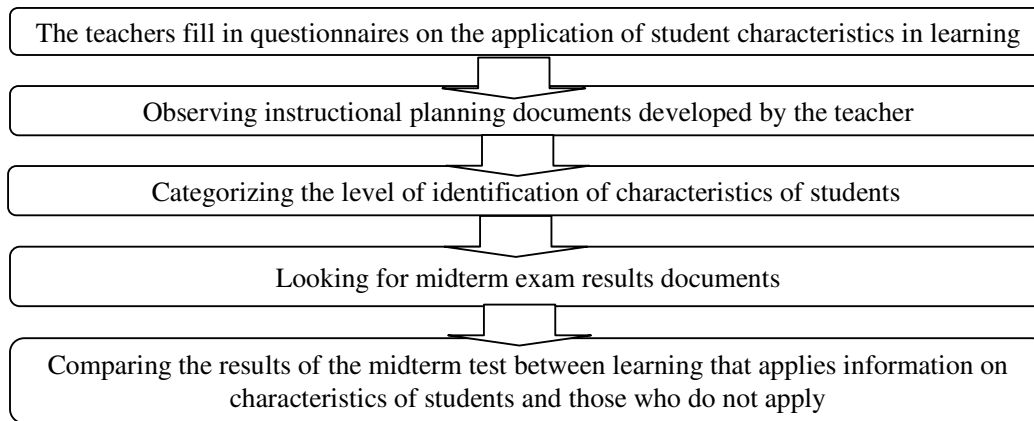 The teachers fill in questionnaires on the application of student characteristics in learning
Observing instructional planning documents developed by the teacher
Categorizing the level of identification of characteristics of students
Looking for midterm exam results documents
Comparing the results of the midterm test between learning that applies information on
characteristics of students and those who do not apply